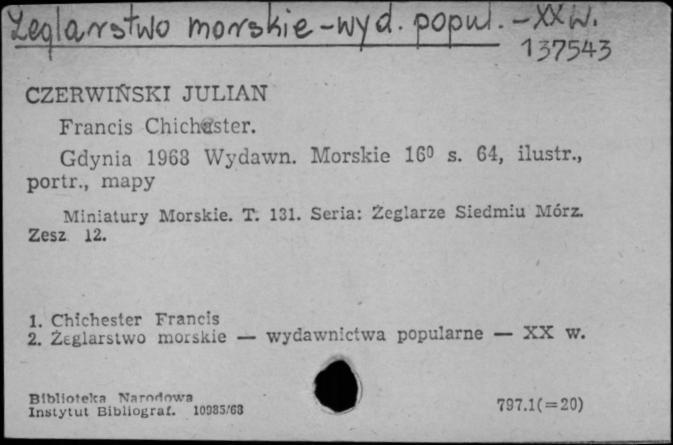 Żeglarstwo morskie - wyd. popul. - XX w.
137543
CZERWIŃSKI JULIAN
Francis Chichester.
Gdynia 1968 Wydawn. Morskie 16⁰ s. 64, ilustr.,
portr., mapy
Miniatury Morskie. T. 131. Seria: Żeglarze Siedmiu Mórz.
Zesz. 12.
1. Chichester Francis
2. Żeglarstwo morskie — wydawnictwa popularne — XX w.
Biblioteka Narodowa
Instytut Bibliograf. 10985/68
797.1(=20)